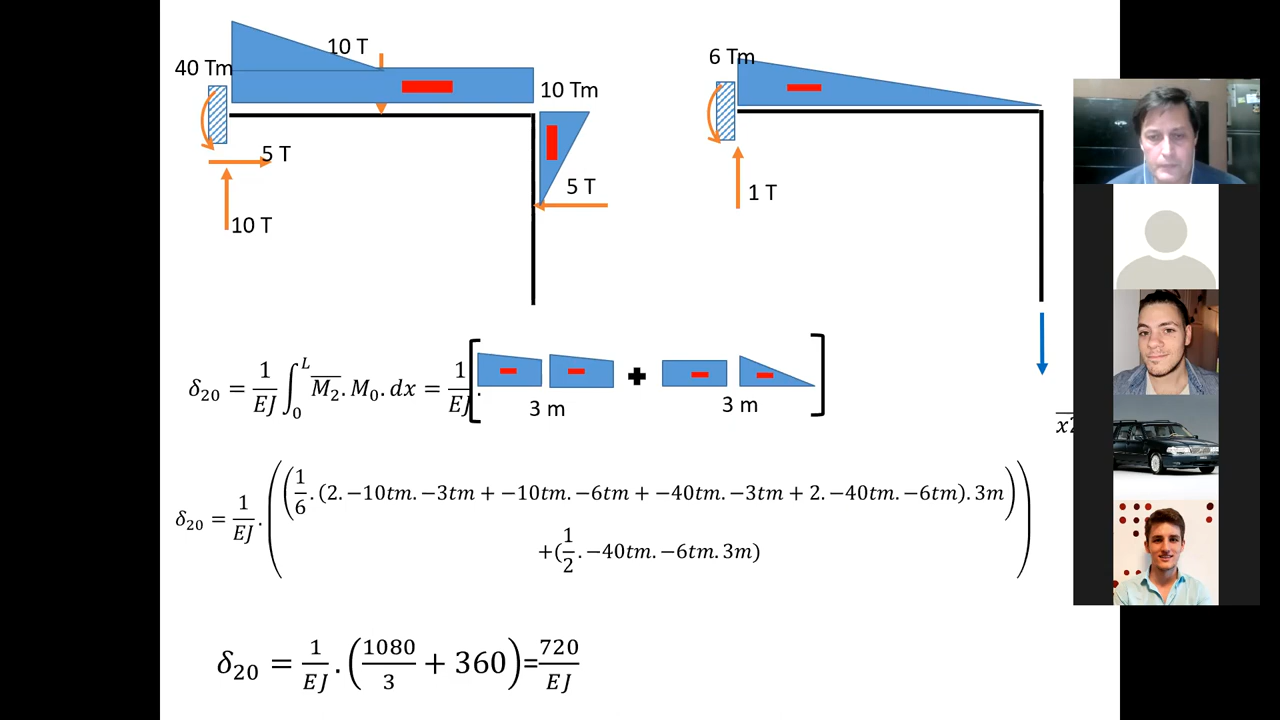 10 T
40 Tm
10 Tm
5 T
5 T
10 T
6 Tm
1 T
δ₂₀ = 1/EJ ∫₀ᴸ M̅₂. M₀. dx = 1/EJ .
3 m
3 m
δ₂₀ = 1/EJ . ((1/6 . (2. −10tm. −3tm + −10tm. −6tm + −40tm. −3tm + 2. −40tm. −6tm). 3m)
+(1/2 . −40tm. −6tm. 3m))
δ₂₀ = 1/EJ . (1080/3 + 360)=720/EJ